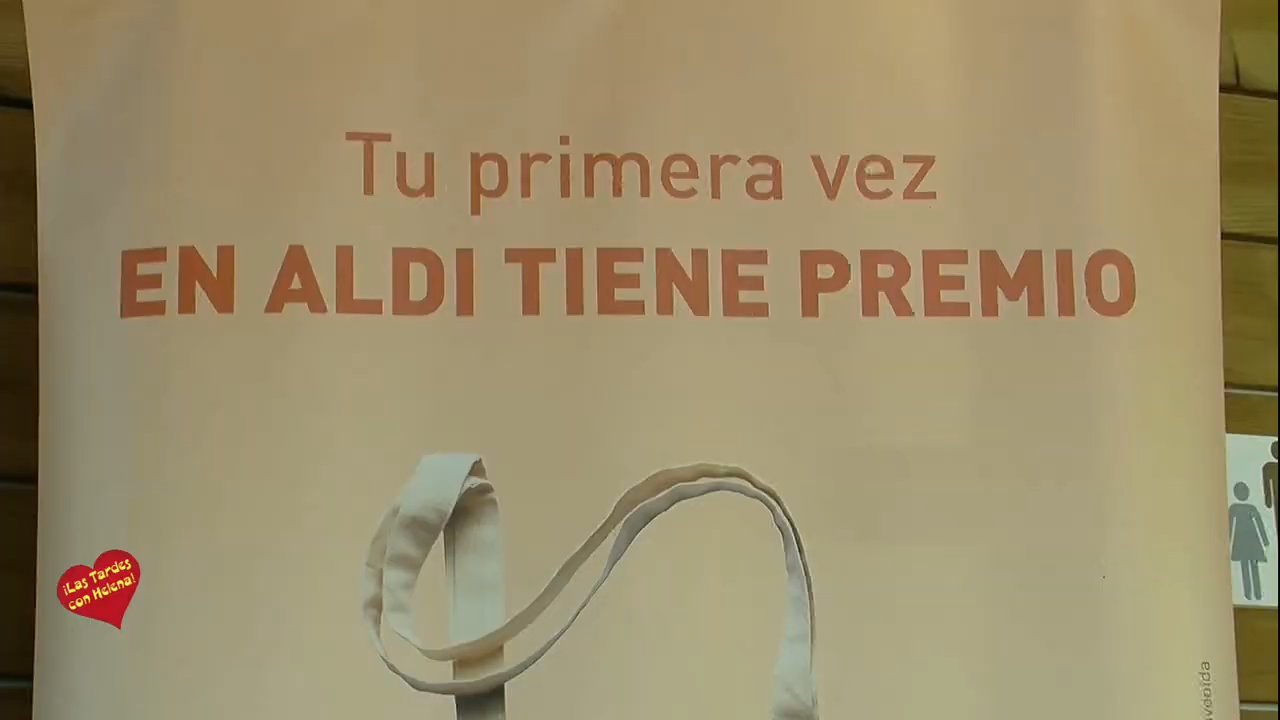 Tu primera vez
EN ALDI TIENE PREMIO
¡Las Tardes
con Helena!